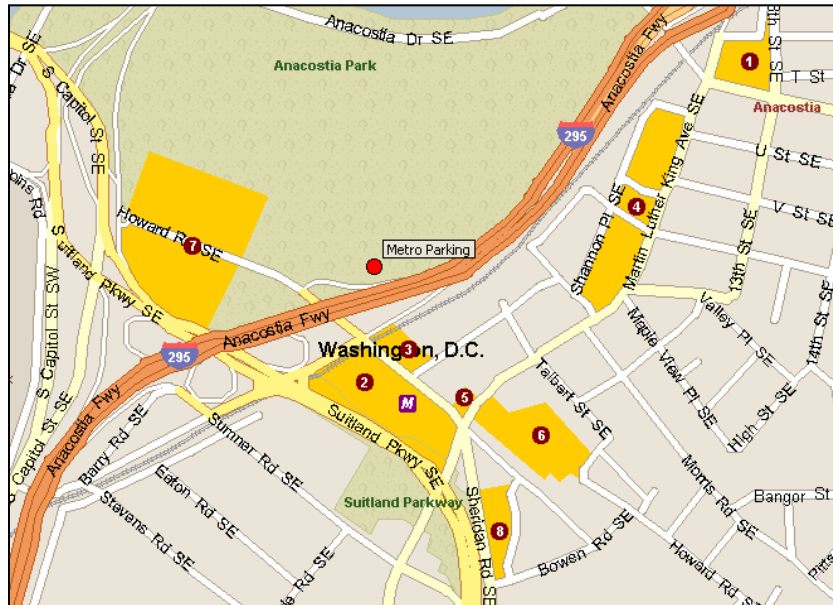 Anacostia Dr SE
Anacostia Fwy
8th St SE
S Capitol St SE
Dr SE
Anacostia Park
1
T St
Anacostia
295
U St SE
Martin Luther King Ave SE
Shannon Pl SE
4
V St SE
13th St SE
Howard Rd SE
7
Metro Parking
Suitland Pkwy SE
S Capitol St SW
Anacostia Fwy
295
Washington, D.C.
3
2
M
5
6
Valley Pl SE
14th St SE
Maple View Pl SE
High St SE
Talbert St SE
S Capitol St SE
Anacostia Fwy
Barry Rd SE
Sumner Rd SE
Suitland Pkwy SE
Eaton Rd SE
Stevens Rd SE
Suitland Parkway
Sheridan Rd SE
8
Bowen Rd SE
Morris Rd SE
Howard Rd SE
Bangor St